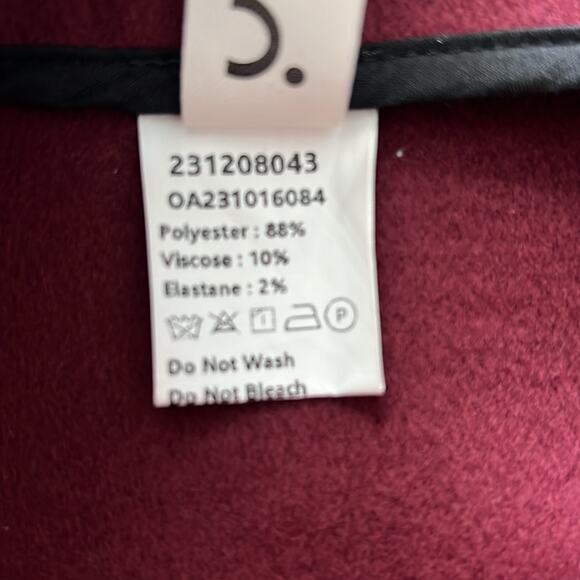 231208043
OA231016084
Polyester : 88%
Viscose : 10%
Elastane : 2%
P
Do Not Wash
Do Not Bleach